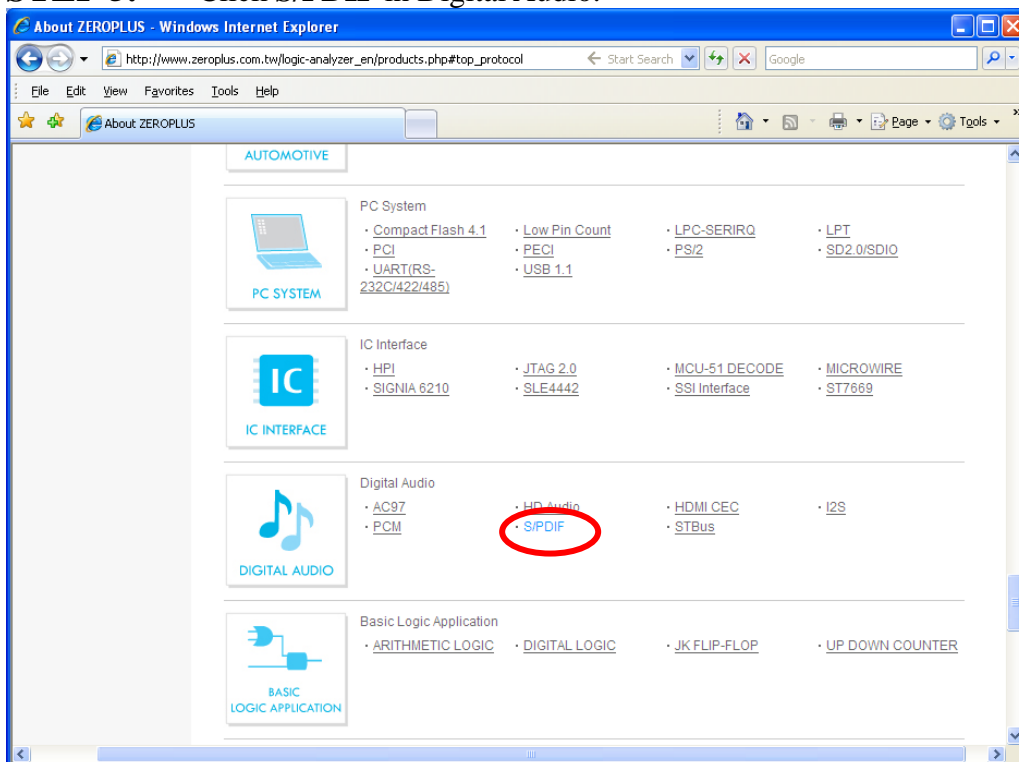 About ZEROPLUS - Windows Internet Explorer
http://www.zeroplus.com.tw/logic-analyzer_en/products.php#top_protocol Start Search Google
File Edit View Favorites Tools Help
About ZEROPLUS Page Tools »
AUTOMOTIVE
PC System
· Compact Flash 4.1 · Low Pin Count · LPC-SERIRQ · LPT
· PCI · PECI · PS/2 · SD2.0/SDIO
· UART(RS- · USB 1.1
232C/422/485)
PC SYSTEM
IC Interface
· HPI · JTAG 2.0 · MCU-51 DECODE · MICROWIRE
· SIGNIA 6210 · SLE4442 · SSI Interface · ST7669
IC
IC INTERFACE
Digital Audio
· AC97 · HD Audio · HDMI CEC · I2S
· PCM · S/PDIF · STBus
DIGITAL AUDIO
Basic Logic Application
· ARITHMETIC LOGIC · DIGITAL LOGIC · JK FLIP-FLOP · UP DOWN COUNTER
BASIC
LOGIC APPLICATION